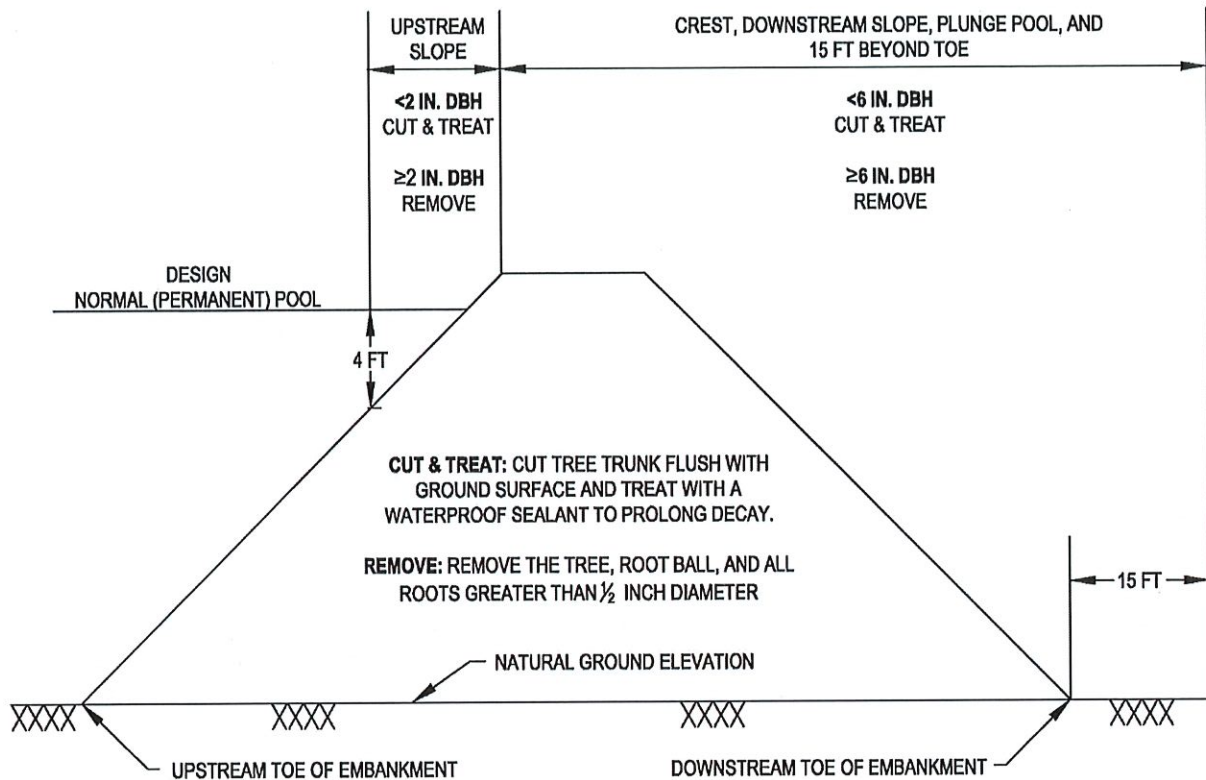 UPSTREAM
SLOPE
CREST, DOWNSTREAM SLOPE, PLUNGE POOL, AND
15 FT BEYOND TOE
<2 IN. DBH
CUT & TREAT
≥2 IN. DBH
REMOVE
<6 IN. DBH
CUT & TREAT
≥6 IN. DBH
REMOVE
DESIGN
NORMAL (PERMANENT) POOL
4 FT
CUT & TREAT: CUT TREE TRUNK FLUSH WITH
GROUND SURFACE AND TREAT WITH A
WATERPROOF SEALANT TO PROLONG DECAY.
REMOVE: REMOVE THE TREE, ROOT BALL, AND ALL
ROOTS GREATER THAN ½ INCH DIAMETER
15 FT
NATURAL GROUND ELEVATION
UPSTREAM TOE OF EMBANKMENT
DOWNSTREAM TOE OF EMBANKMENT